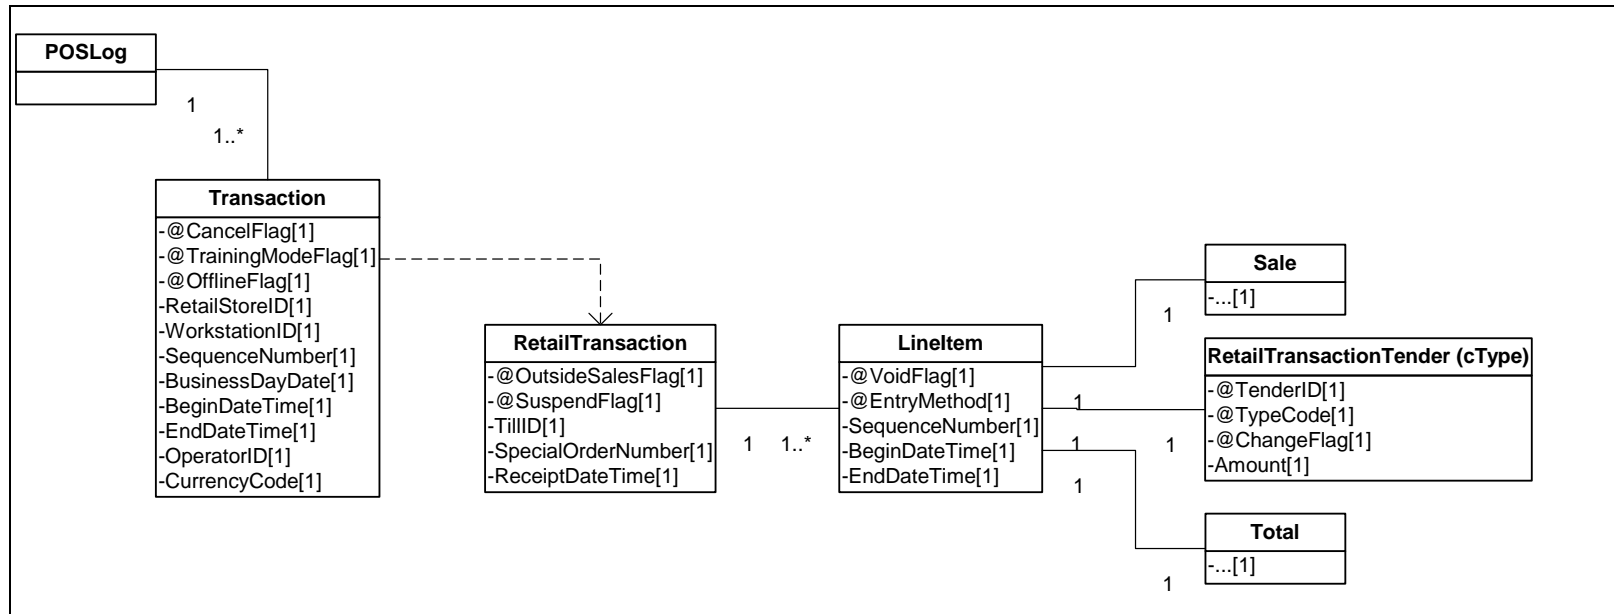 POSLog
1
1..*
Transaction
-@CancelFlag[1]
-@TrainingModeFlag[1]
-@OfflineFlag[1]
-RetailStoreID[1]
-WorkstationID[1]
-SequenceNumber[1]
-BusinessDayDate[1]
-BeginDateTime[1]
-EndDateTime[1]
-OperatorID[1]
-CurrencyCode[1]
RetailTransaction
-@OutsideSalesFlag[1]
-@SuspendFlag[1]
-TillID[1]
-SpecialOrderNumber[1]
-ReceiptDateTime[1]
1
1..*
LineItem
-@VoidFlag[1]
-@EntryMethod[1]
-SequenceNumber[1]
-BeginDateTime[1]
-EndDateTime[1]
1
1
1
1
1
1
Sale
-...[1]
RetailTransactionTender (cType)
-@TenderID[1]
-@TypeCode[1]
-@ChangeFlag[1]
-Amount[1]
Total
-...[1]